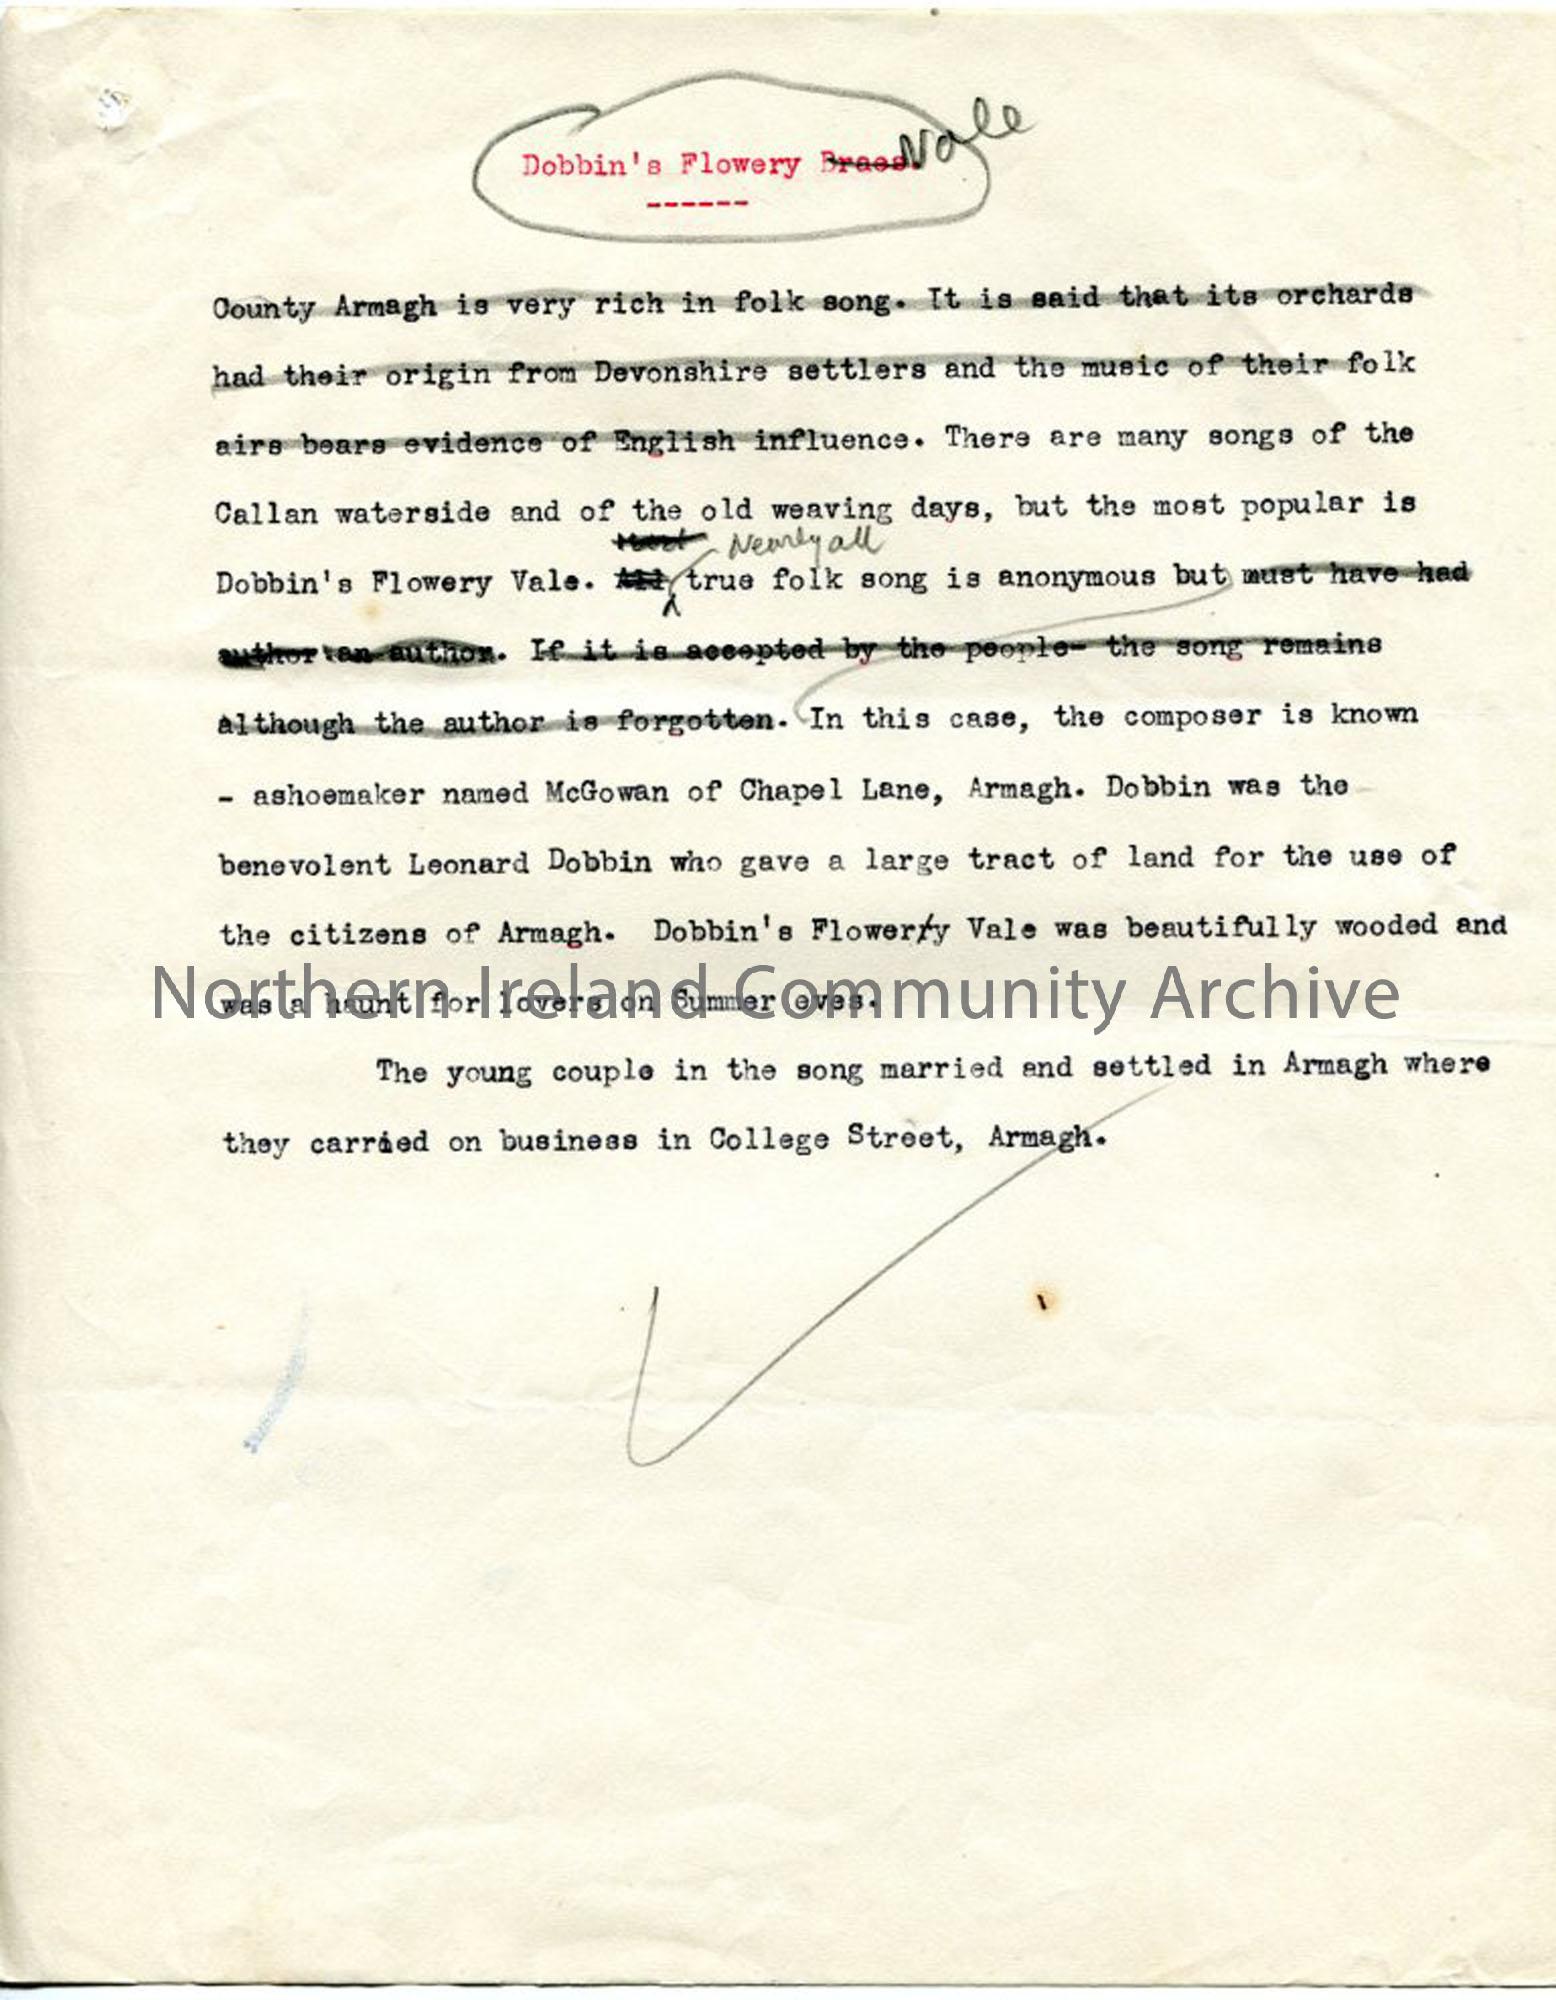 Dobbin's Flowery Braes. Vale
------
County Armagh is very rich in folk song. It is said that its orchards
had their origin from Devonshire settlers and the music of their folk
airs bears evidence of English influence. There are many songs of the
Callan waterside and of the old weaving days, but the most popular is
Most Nearly all
Dobbin's Flowery Vale. All true folk song is anonymous but must have had
author an author. If it is accepted by the people- the song remains
although the author is forgotten. In this case, the composer is known
- ashoemaker named McGowan of Chapel Lane, Armagh. Dobbin was the
benevolent Leonard Dobbin who gave a large tract of land for the use of
the citizens of Armagh. Dobbin's Flowerty Vale was beautifully wooded and
was a haunt for lovers on Summer eves.
Northern Ireland Community Archive
The young couple in the song married and settled in Armagh where
they carried on business in College Street, Armagh.